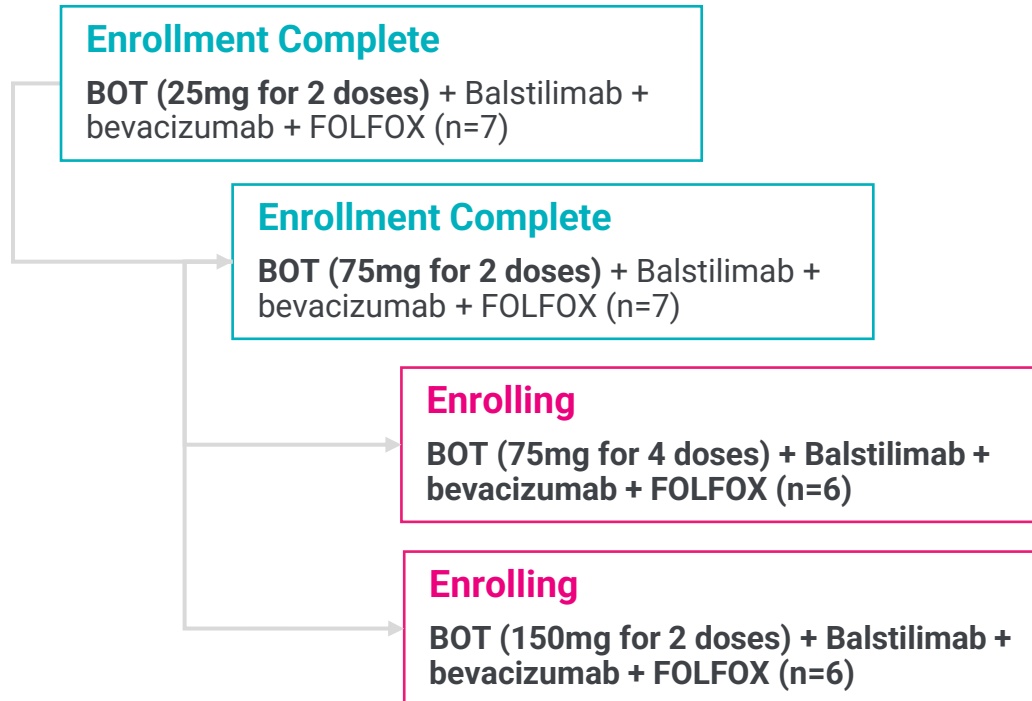 Enrollment Complete
BOT (25mg for 2 doses) + Balstilimab +
bevacizumab + FOLFOX (n=7)
Enrollment Complete
BOT (75mg for 2 doses) + Balstilimab +
bevacizumab + FOLFOX (n=7)
Enrolling
BOT (75mg for 4 doses) + Balstilimab +
bevacizumab + FOLFOX (n=6)
Enrolling
BOT (150mg for 2 doses) + Balstilimab +
bevacizumab + FOLFOX (n=6)